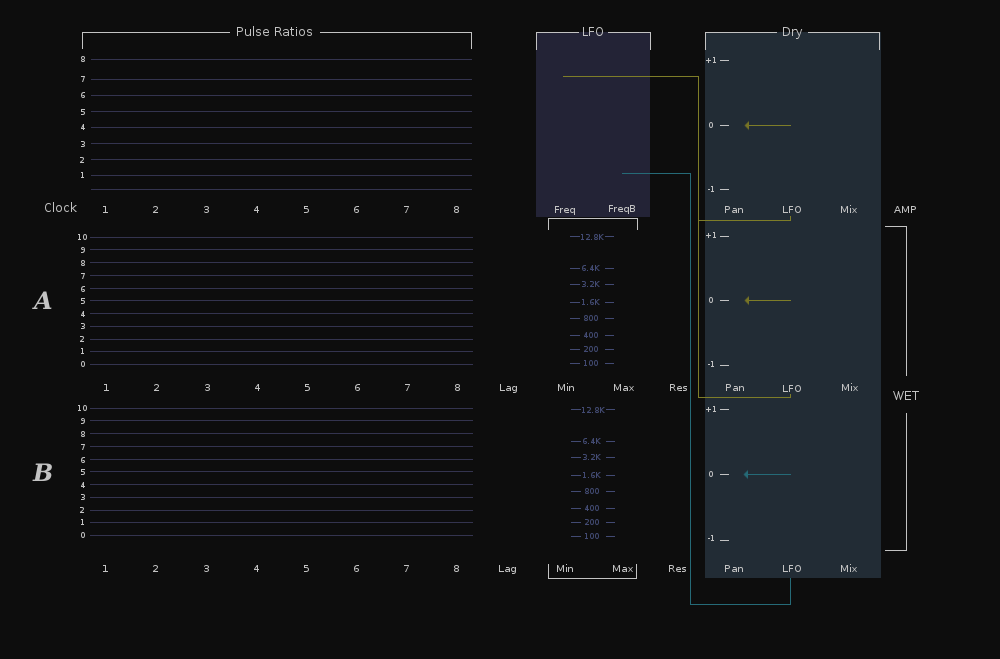 Pulse Ratios
LFO
Dry
8
7
6
5
4
3
2
1
+1
0
-1
Clock 1 2 3 4 5 6 7 8
Freq FreqB
Pan LFO Mix
AMP
A
10
9
8
7
6
5
4
3
2
1
0
12.8K
6.4K
3.2K
1.6K
800
400
200
100
+1
0
-1
1 2 3 4 5 6 7 8 Lag Min Max Res Pan LFO Mix
WET
B
10
9
8
7
6
5
4
3
2
1
0
12.8K
6.4K
3.2K
1.6K
800
400
200
100
+1
0
-1
1 2 3 4 5 6 7 8 Lag Min Max Res Pan LFO Mix